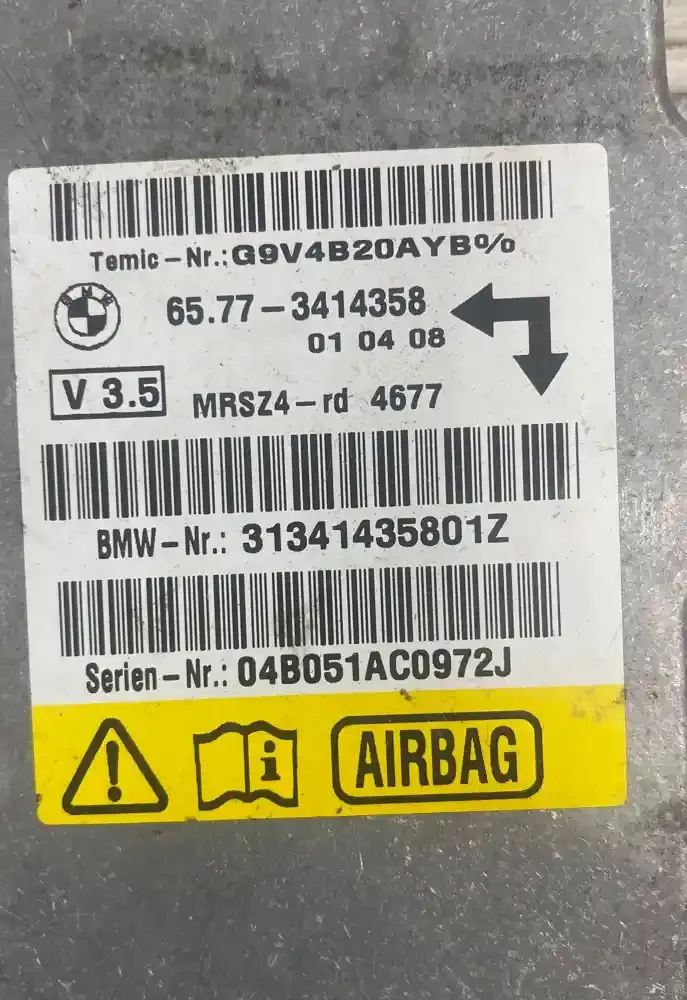 Temic-Nr.:G9V4B20AYB%
BMW
65.77-3414358
01 04 08
V 3.5
MRSZ4-rd 4677
BMW-Nr.: 31341435801Z
Serien-Nr.: 04B051AC0972J
i
AIRBAG